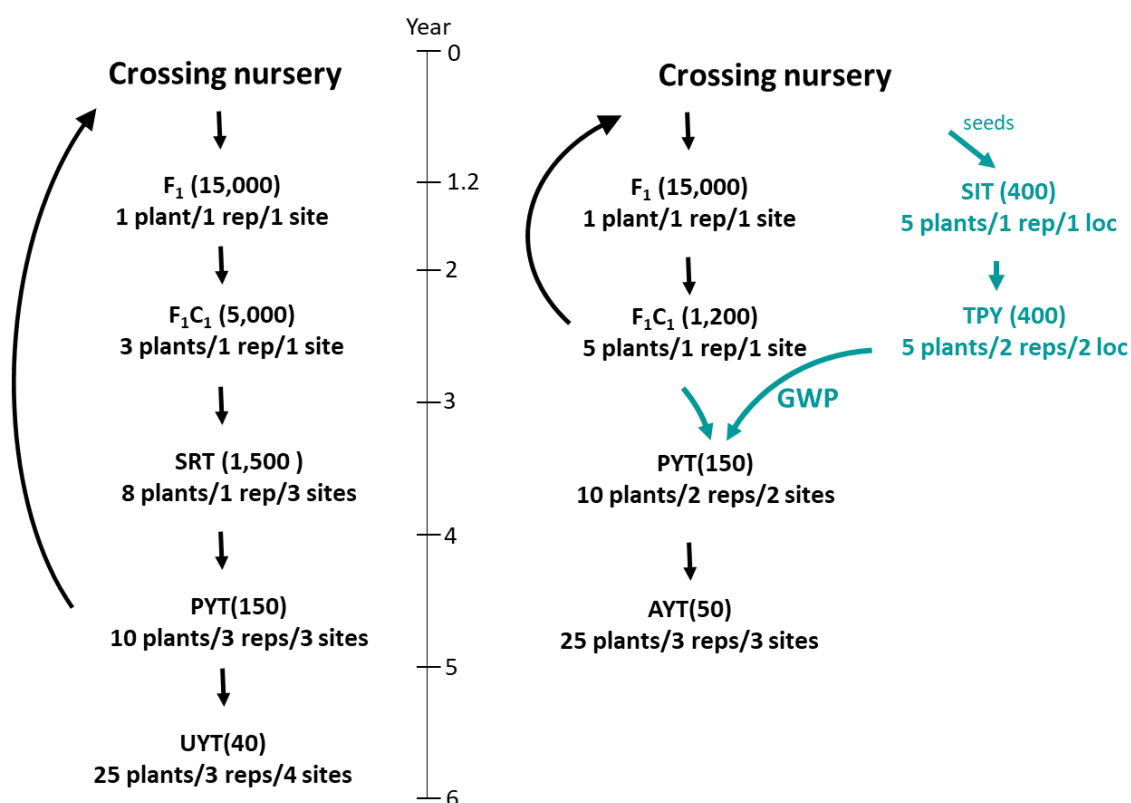 Year
0
Crossing nursery
F₁ (15,000)
1 plant/1 rep/1 site
F₁C₁ (5,000)
3 plants/1 rep/1 site
SRT (1,500 )
8 plants/1 rep/3 sites
PYT(150)
10 plants/3 reps/3 sites
UYT(40)
25 plants/3 reps/4 sites
1.2
2
3
4
5
6
Crossing nursery
F₁ (15,000)
1 plant/1 rep/1 site
F₁C₁ (1,200)
5 plants/1 rep/1 site
GWP
PYT(150)
10 plants/2 reps/2 sites
AYT(50)
25 plants/3 reps/3 sites
seeds
SIT (400)
5 plants/1 rep/1 loc
TPY (400)
5 plants/2 reps/2 loc